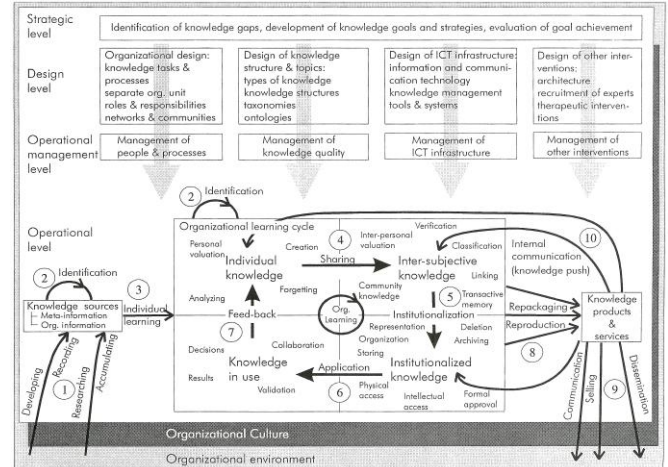 Strategic
level
Identification of knowledge gaps, development of knowledge goals and strategies, evaluation of goal achievement
Design
level
Organizational design:
knowledge tasks &
processes
separate org. unit
roles & responsibilities
networks & communities
Design of knowledge
structure & topics:
types of knowledge
knowledge structures
taxonomies
ontologies
Design of ICT infrastructure:
information and communi-
cation technology
knowledge management
tools & systems
Design of other inter-
ventions:
architecture
recruitment of experts
therapeutic interven-
tions
Operational
management
level
Management of
people & processes
Management of
knowledge quality
Management of
ICT infrastructure
Management of
other interventions
Operational
level
2
Identification
Organizational learning cycle
Personal
valuation
Individual
knowledge
Creation
4
Sharing
Inter-personal
valuation
Verification
Classification
Inter-subjective
knowledge
Linking
Internal
communication
(knowledge push)
10
2
Identification
3
Knowledge sources
Meta-information
Org. information
Individual
learning
Analyzing
Forgetting
Community
knowledge
5
Transactive
memory
Feed-back
Org.
Learning
Institutionalization
Repackaging
Reproduction
Knowledge
products
&
services
7
Decisions
Collaboration
Representation
Organization
Storing
Deletion
Archiving
8
Knowledge
in use
Application
Institutionalized
knowledge
Results
Validation
6
Physical
access
Intellectual
access
Formal
approval
1
Developing
Recording
Researching
Accumulating
Communication
Selling
9
Dissemination
Organizational Culture
Organizational environment